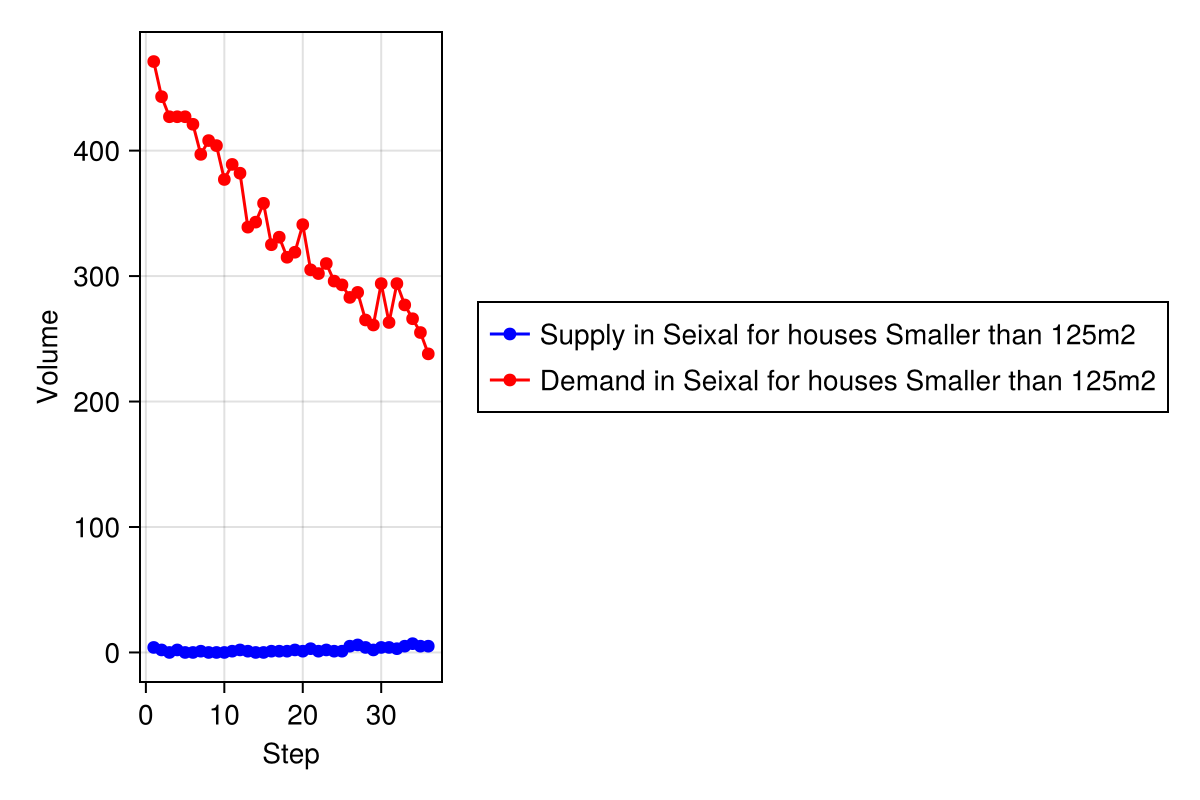 Volume
400
300
200
100
0
0 10 20 30
Step
Supply in Seixal for houses Smaller than 125m2
Demand in Seixal for houses Smaller than 125m2